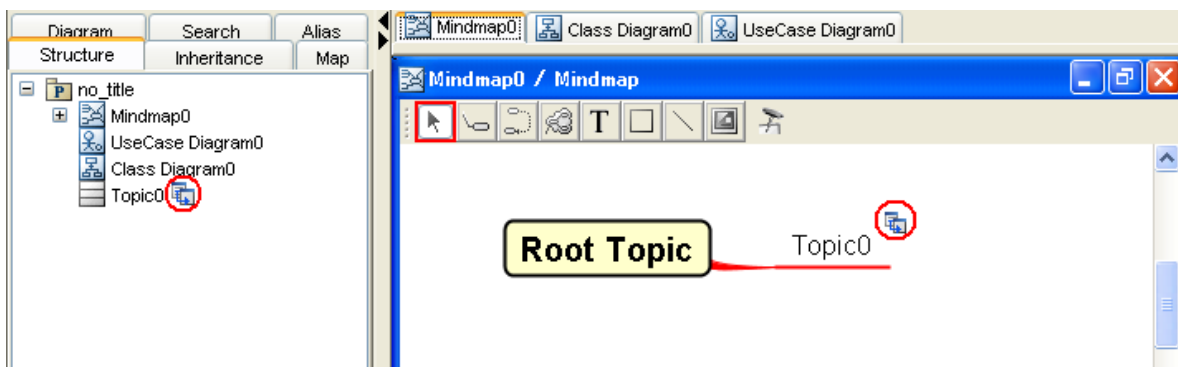 Diagram Search Alias
Structure Inheritance Map
no_title
Mindmap0
UseCase Diagram0
Class Diagram0
Topic0
Mindmap0 Class Diagram0 UseCase Diagram0
Mindmap0 / Mindmap
T
Root Topic
Topic0